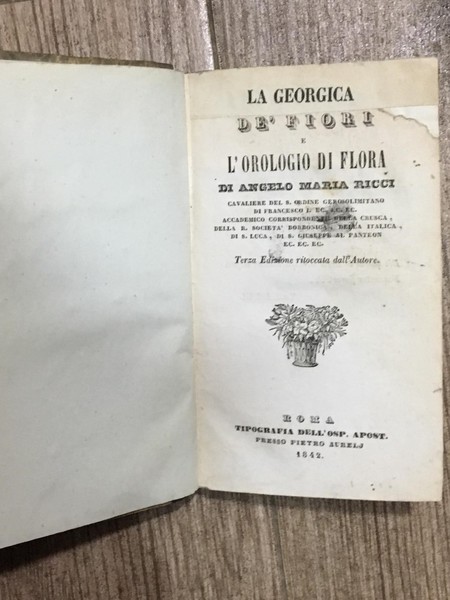 LA GEORGICA
DE' FIORI
E
L'OROLOGIO DI FLORA
DI ANGELO MARIA RICCI
CAVALIERE DEL S. ORDINE GEROSOLIMITANO
DI FRANCESCO I. EC. EC. EC.
ACCADEMICO CORRISPONDENTE DELLA CRUSCA,
DELLA R. SOCIETA' BORBONICA, DELLA ITALICA,
DI S. LUCA, DI S. GIUSEPPE AL PANTEON
EC. EC. EC.
Terza Edizione ritoccata dall'Autore.
ROMA
TIPOGRAFIA DELL'OSP. APOST.
PRESSO PIETRO AURELJ
1842.